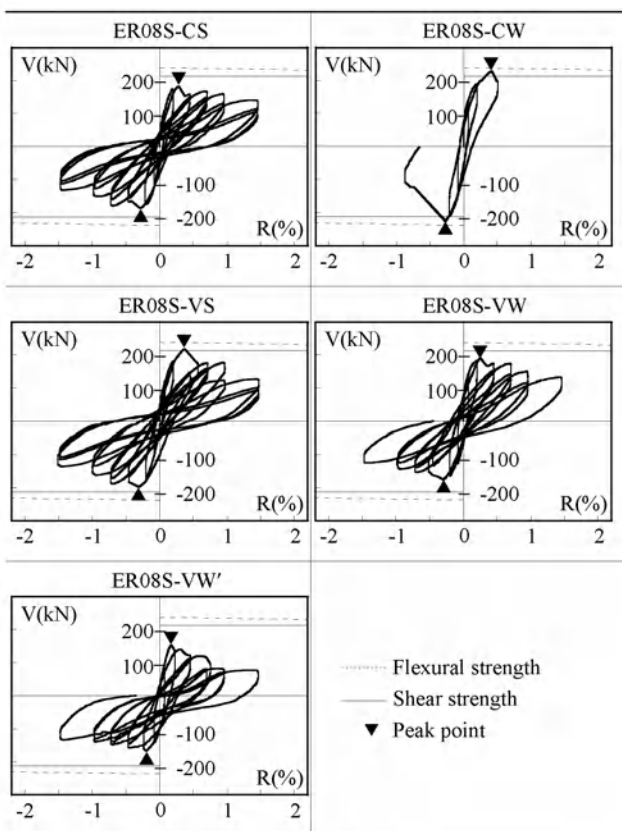 ER08S-CS
V(kN)
200
100
-100
-200
R(%)
-2 -1 0 1 2
ER08S-CW
V(kN)
200
100
-100
-200
R(%)
-2 -1 0 1 2
ER08S-VS
V(kN)
200
100
-100
-200
R(%)
-2 -1 0 1 2
ER08S-VW
V(kN)
200
100
-100
-200
R(%)
-2 -1 0 1 2
ER08S-VW′
V(kN)
200
100
-100
-200
R(%)
-2 -1 0 1 2
Flexural strength
Shear strength
Peak point